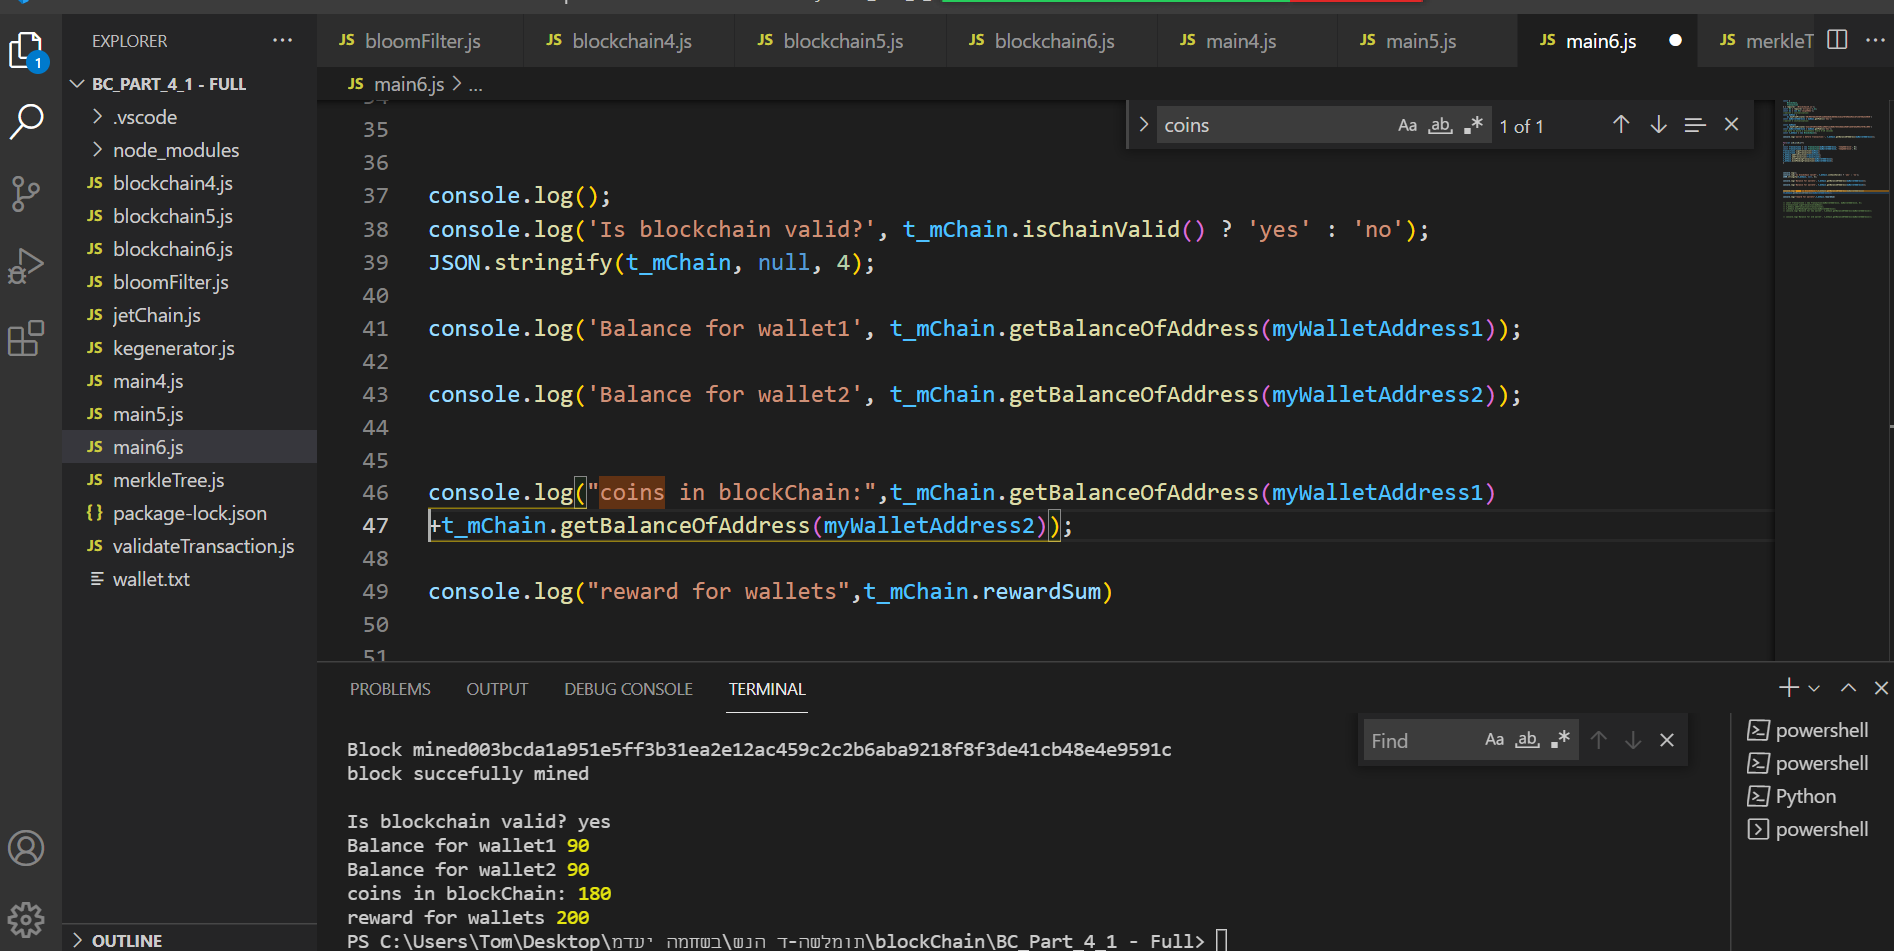 EXPLORER
BC_PART_4_1 - FULL
.vscode
node_modules
JS blockchain4.js
JS blockchain5.js
JS blockchain6.js
JS bloomFilter.js
JS jetChain.js
JS kegenerator.js
JS main4.js
JS main5.js
JS main6.js
JS merkleTree.js
{} package-lock.json
JS validateTransaction.js
wallet.txt
OUTLINE
1
JS bloomFilter.js JS blockchain4.js JS blockchain5.js JS blockchain6.js JS main4.js JS main5.js JS main6.js JS merkleT
JS main6.js > ...
coins Aa ab 1 of 1
35
36
37 console.log();
38 console.log('Is blockchain valid?', t_mChain.isChainValid() ? 'yes' : 'no');
39 JSON.stringify(t_mChain, null, 4);
40
41 console.log('Balance for wallet1', t_mChain.getBalanceOfAddress(myWalletAddress1));
42
43 console.log('Balance for wallet2', t_mChain.getBalanceOfAddress(myWalletAddress2));
44
45
46 console.log("coins in blockChain:",t_mChain.getBalanceOfAddress(myWalletAddress1)
47 +t_mChain.getBalanceOfAddress(myWalletAddress2));
48
49 console.log("reward for wallets",t_mChain.rewardSum)
50
51
PROBLEMS OUTPUT DEBUG CONSOLE TERMINAL
Find Aa ab
Block mined003bcda1a951e5ff3b31ea2e12ac459c2c2b6aba9218f8f3de41cb48e4e9591c
block succefully mined
Is blockchain valid? yes
Balance for wallet1 90
Balance for wallet2 90
coins in blockChain: 180
reward for wallets 200
PS C:\Users\Tom\Desktop\תומלשה-ד הנש\בשחמה יעדמ\blockChain\BC_Part_4_1 - Full>
powershell
powershell
Python
powershell